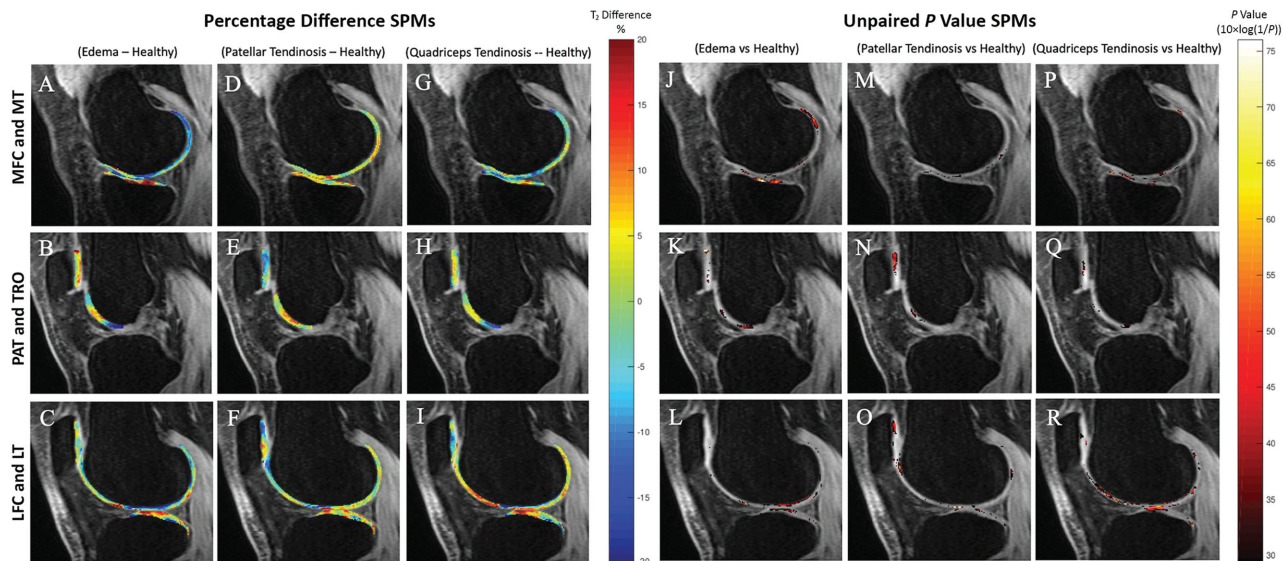 Percentage Difference SPMs
T2 Difference
%
Unpaired P Value SPMs
P Value
(10×log(1/P))
(Edema – Healthy)
(Patellar Tendinosis – Healthy)
(Quadriceps Tendinosis -- Healthy)
(Edema vs Healthy)
(Patellar Tendinosis vs Healthy)
(Quadriceps Tendinosis vs Healthy)
MFC and MT
A
D
G
J
M
P
PAT and TRO
B
E
H
K
N
Q
LFC and LT
C
F
I
L
O
R
20
15
10
5
0
-5
-10
-15
-20
75
70
65
60
55
50
45
40
35
30